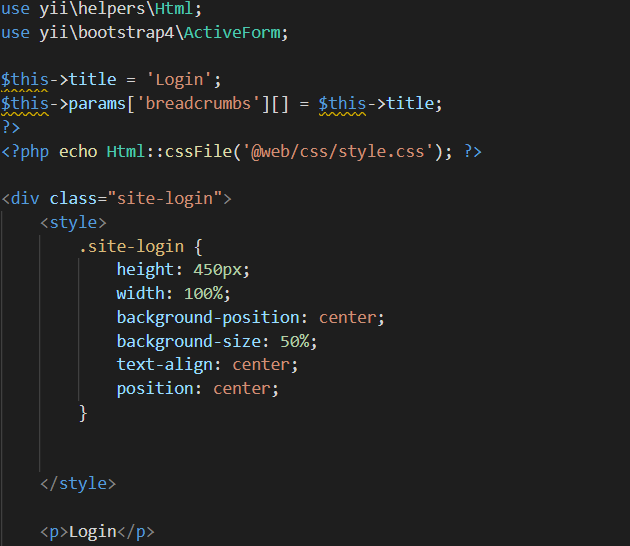 use yii\helpers\Html;
use yii\bootstrap4\ActiveForm;
$this->title = 'Login';
$this->params['breadcrumbs'][] = $this->title;
?>
<?php echo Html::cssFile('@web/css/style.css'); ?>
<div class="site-login">
<style>
.site-login {
height: 450px;
width: 100%;
background-position: center;
background-size: 50%;
text-align: center;
position: center;
}
</style>
<p>Login</p>